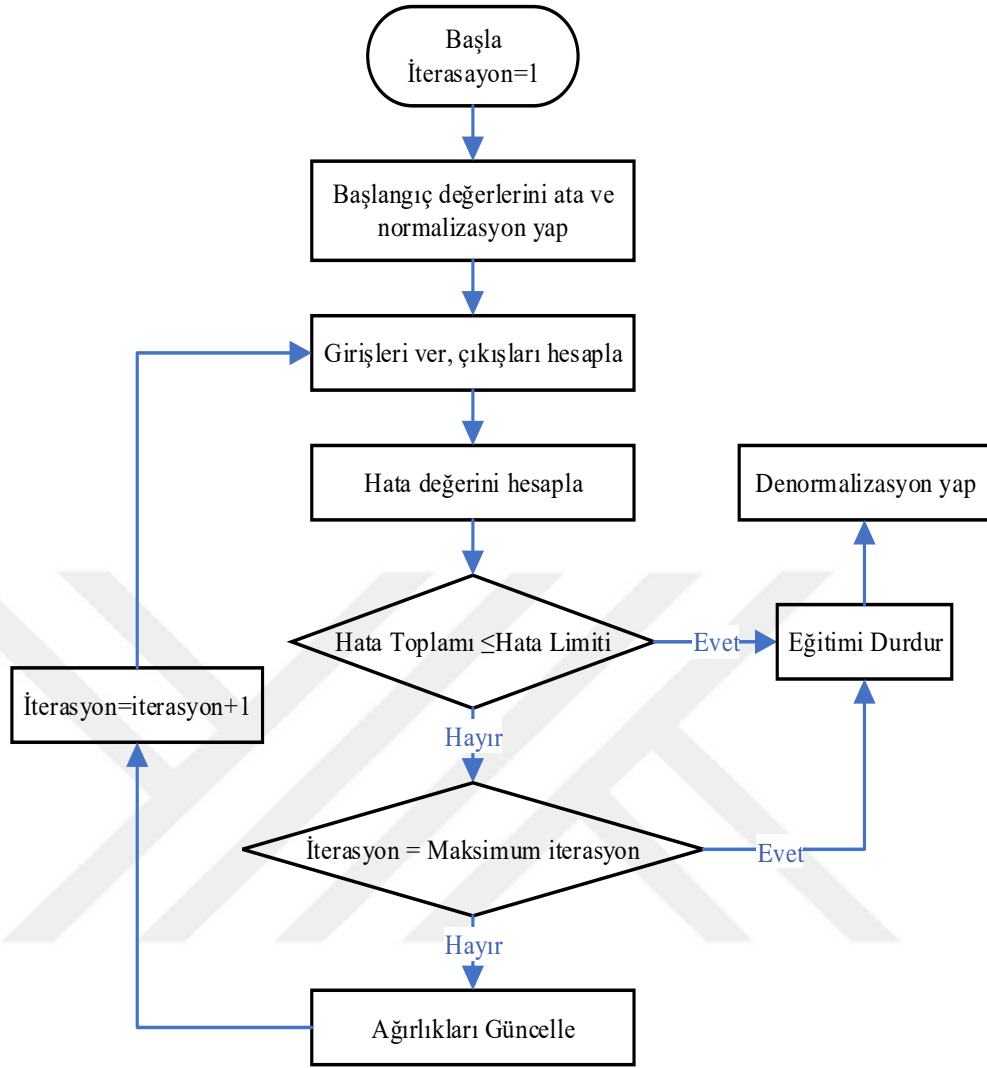 Başla
İterasayon=1
Başlangıç değerlerini ata ve
normalizasyon yap
Girişleri ver, çıkışları hesapla
Hata değerini hesapla
Denormalizasyon yap
Hata Toplamı ≤Hata Limiti
Evet
Eğitimi Durdur
İterasyon=iterasyon+1
Hayır
İterasyon = Maksimum iterasyon
Evet
Hayır
Ağırlıkları Güncelle